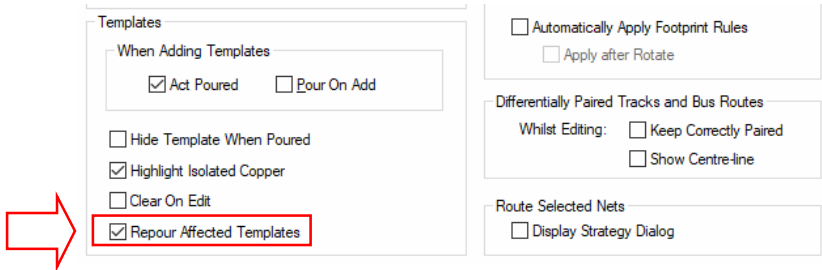 Templates
When Adding Templates
Act Poured
Pour On Add
Hide Template When Poured
Highlight Isolated Copper
Clear On Edit
Repour Affected Templates
Automatically Apply Footprint Rules
Apply after Rotate
Differentially Paired Tracks and Bus Routes
Whilst Editing:
Keep Correctly Paired
Show Centre-line
Route Selected Nets
Display Strategy Dialog